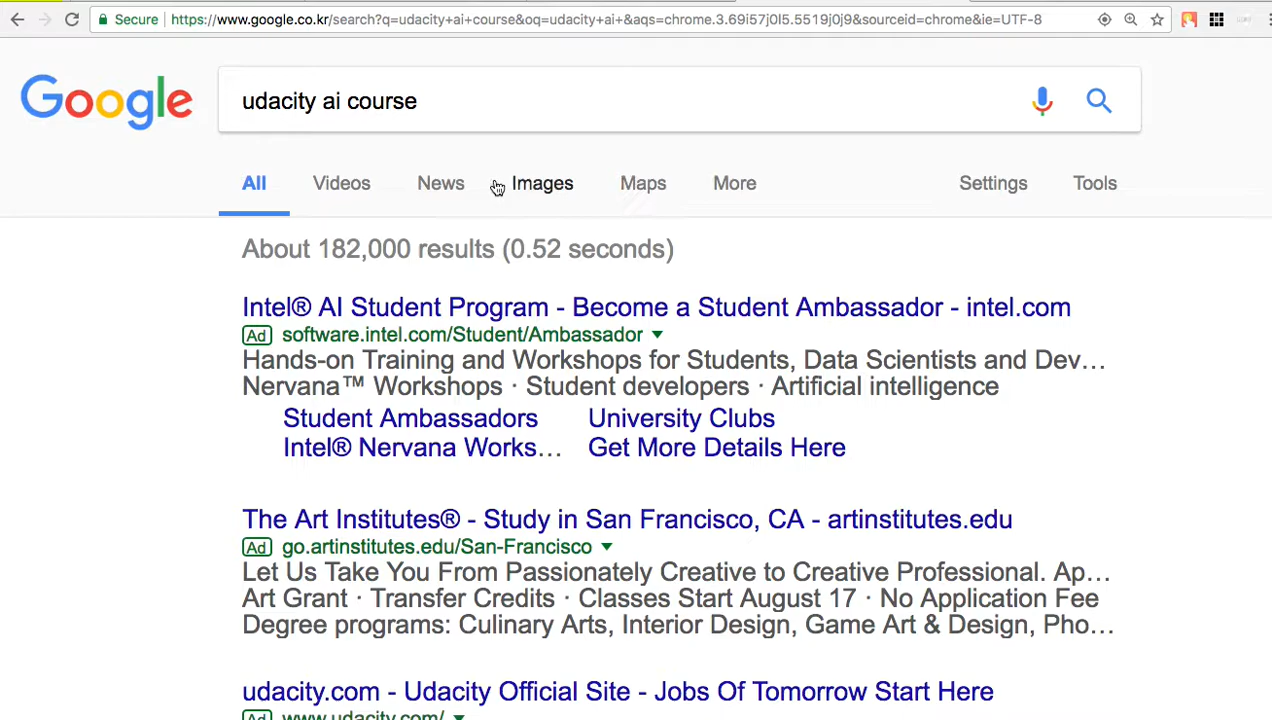 Secure https://www.google.co.kr/search?q=udacity+ai+course&oq=udacity+ai+&aqs=chrome.3.69i57j0l5.5519j0j9&sourceid=chrome&ie=UTF-8
Google udacity ai course
All Videos News Images Maps More Settings Tools
About 182,000 results (0.52 seconds)
Intel® AI Student Program - Become a Student Ambassador - intel.com
Ad software.intel.com/Student/Ambassador
Hands-on Training and Workshops for Students, Data Scientists and Dev…
Nervana™ Workshops · Student developers · Artificial intelligence
Student Ambassadors University Clubs
Intel® Nervana Works… Get More Details Here
The Art Institutes® - Study in San Francisco, CA - artinstitutes.edu
Ad go.artinstitutes.edu/San-Francisco
Let Us Take You From Passionately Creative to Creative Professional. Ap…
Art Grant · Transfer Credits · Classes Start August 17 · No Application Fee
Degree programs: Culinary Arts, Interior Design, Game Art & Design, Pho…
udacity.com - Udacity Official Site - Jobs Of Tomorrow Start Here
Ad www.udacity.com/